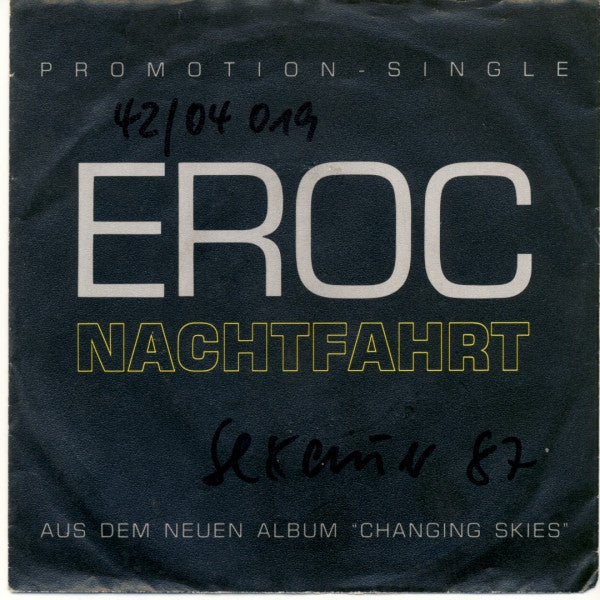 PROMOTION-SINGLE
42/04 019
EROC
NACHTFAHRT
87
AUS DEM NEUEN ALBUM "CHANGING SKIES"